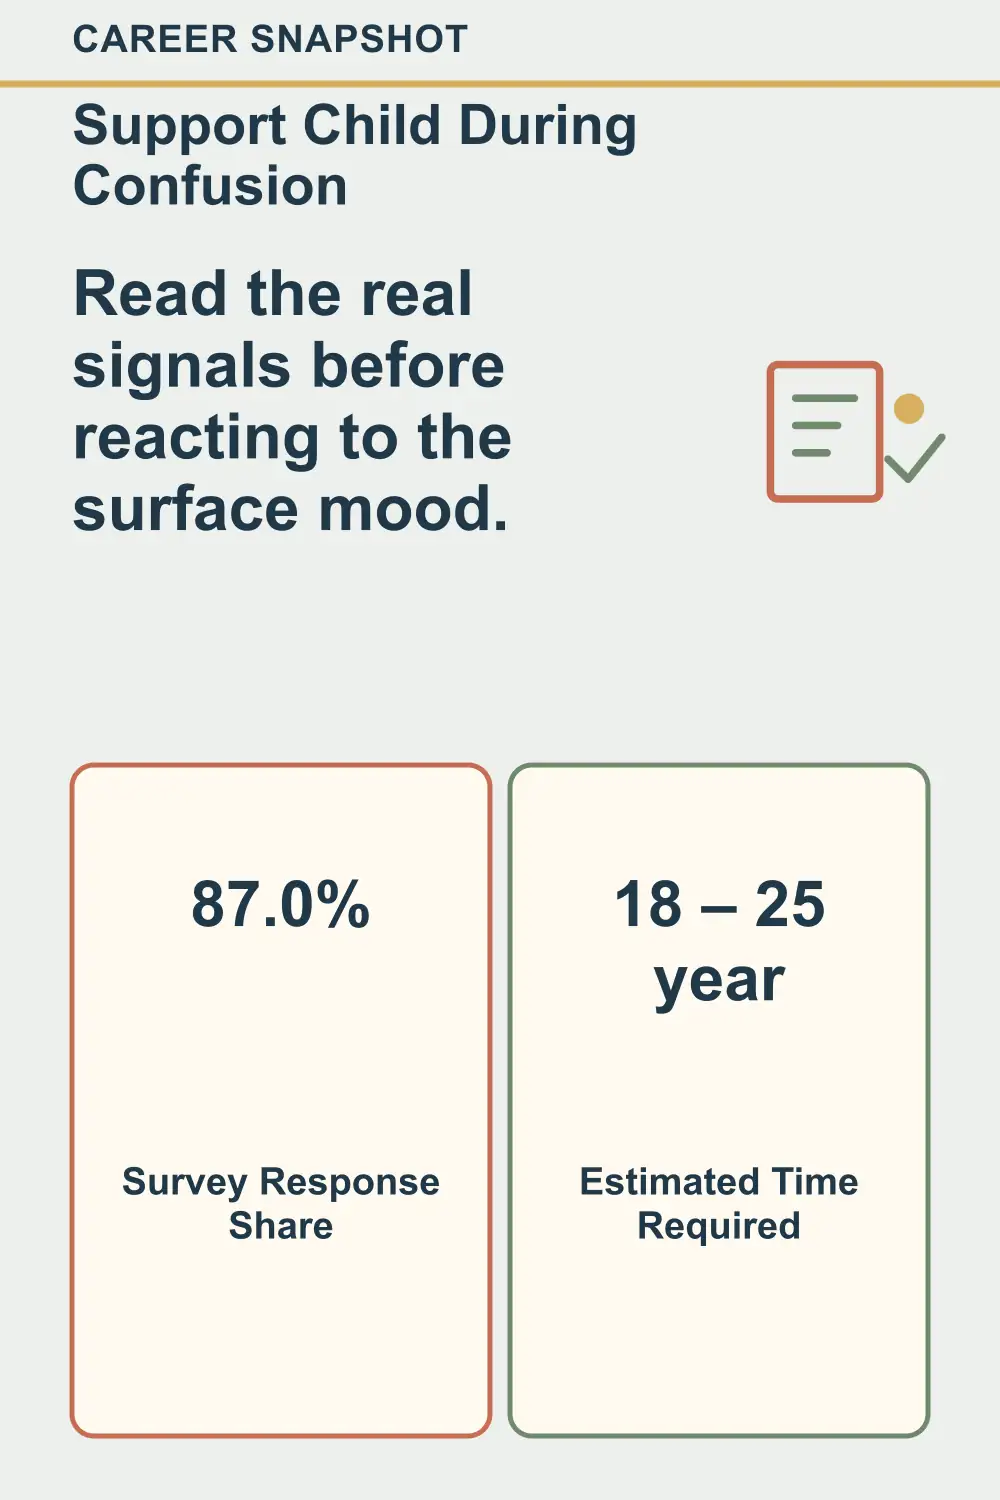 CAREER SNAPSHOT
Support Child During
Confusion
Read the real
signals before
reacting to the
surface mood.
87.0%
Survey Response
Share
18 – 25
year
Estimated Time
Required